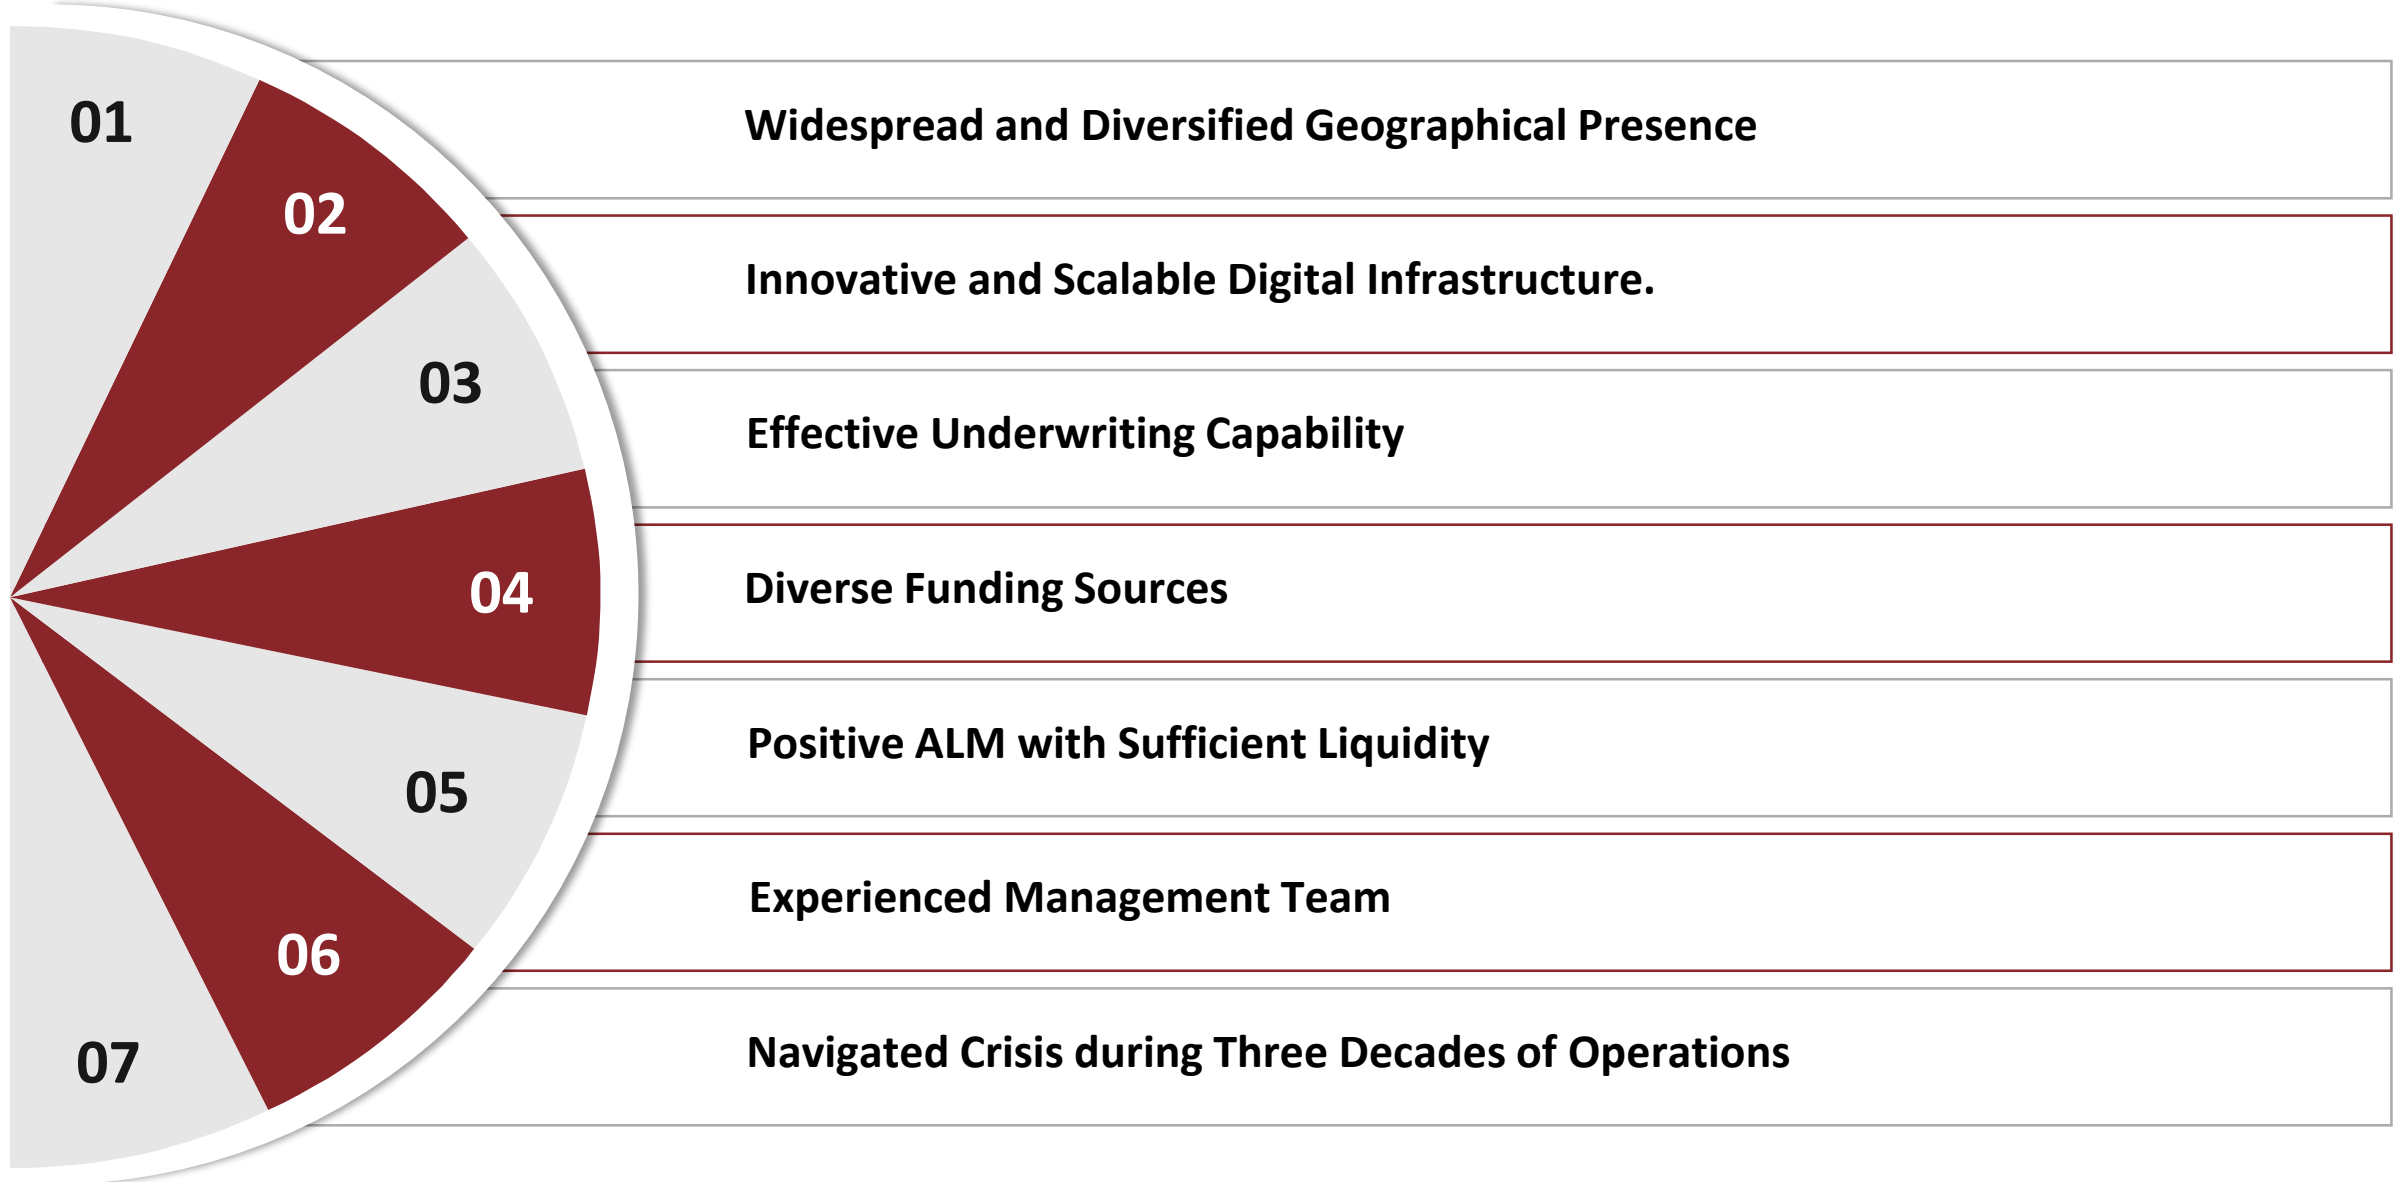 01
Widespread and Diversified Geographical Presence
02
Innovative and Scalable Digital Infrastructure.
03
Effective Underwriting Capability
04
Diverse Funding Sources
05
Positive ALM with Sufficient Liquidity
06
Experienced Management Team
07
Navigated Crisis during Three Decades of Operations